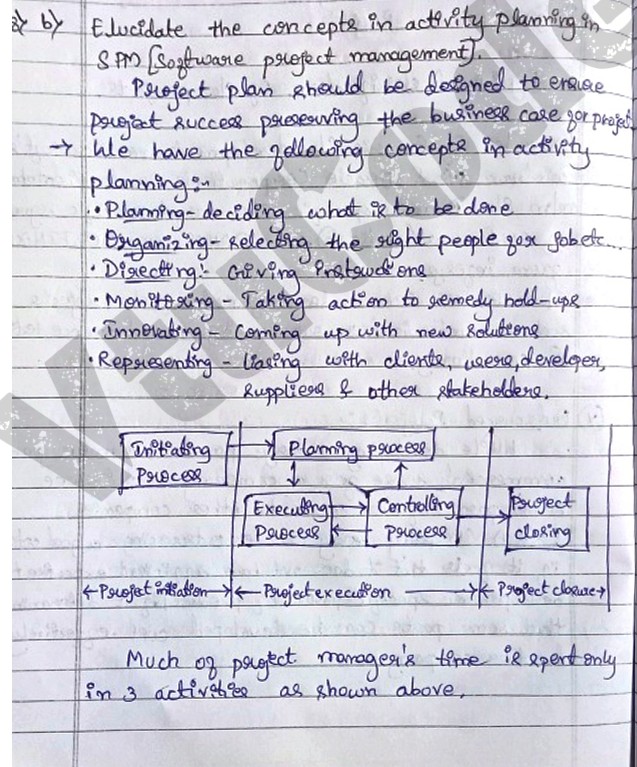 b) Elucidate the concepts in activity planning in
SPM [Software project management].
Project plan should be designed to ensure
project success preserving the business case for project
→ We have the following concepts in activity
planning:-
• Planning - deciding what is to be done
• Organizing - selecting the right people for job etc...
• Directing:- Giving Instructions
• Monitoring - Taking action to remedy hold-ups
• Innovating - Coming up with new solutions
• Representing - liasing with clients, users, developer,
suppliers & other stakeholders.
Initiating → Planning process
Process
Executing Controlling Project
Process process closing
←Project initiation→ ←Project execution → ← Project closure→
Much of project manager's time is spent only
in 3 activities as shown above.